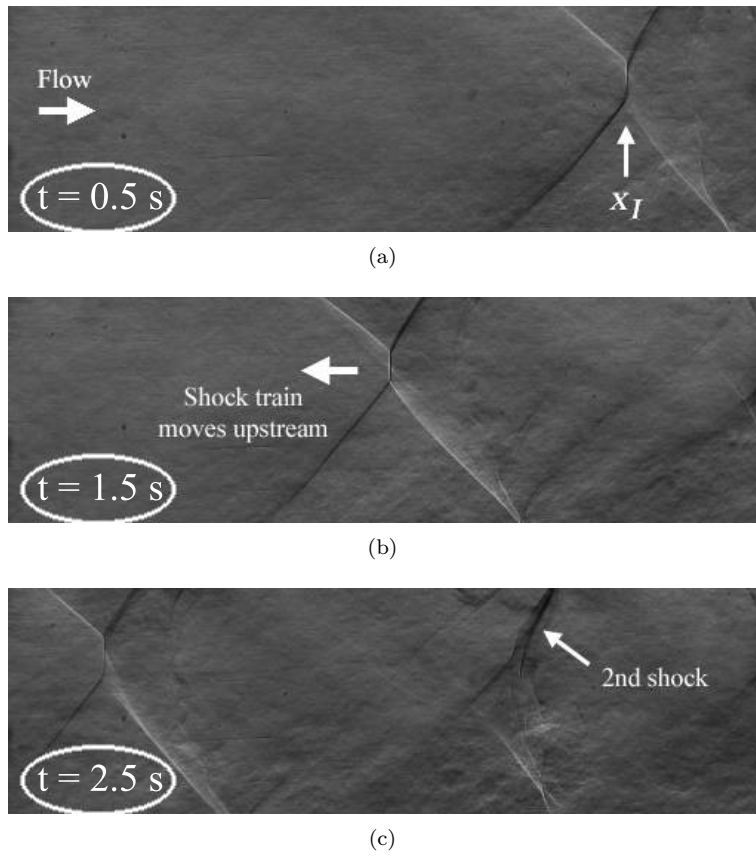 Flow
t = 0.5 s
x_I
(a)
Shock train
moves upstream
t = 1.5 s
(b)
2nd shock
t = 2.5 s
(c)